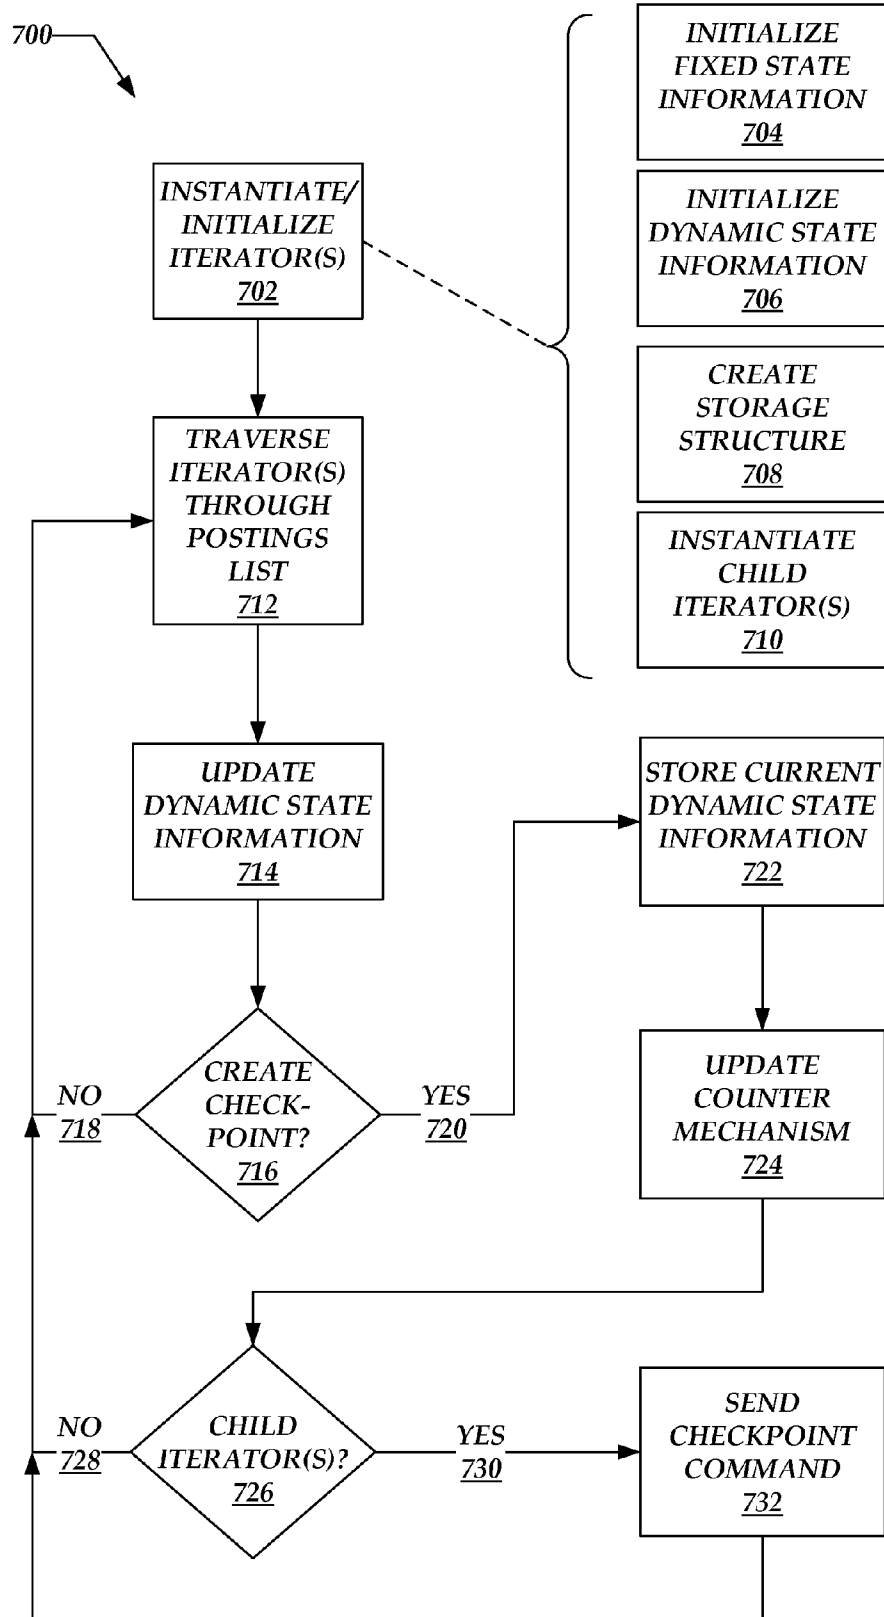 700
INITIALIZE
FIXED STATE
INFORMATION
704
INSTANTIATE/
INITIALIZE
ITERATOR(S)
702
INITIALIZE
DYNAMIC STATE
INFORMATION
706
CREATE
STORAGE
STRUCTURE
708
INSTANTIATE
CHILD
ITERATOR(S)
710
TRAVERSE
ITERATOR(S)
THROUGH
POSTINGS
LIST
712
UPDATE
DYNAMIC STATE
INFORMATION
714
STORE CURRENT
DYNAMIC STATE
INFORMATION
722
CREATE
CHECK-
POINT?
716
NO
718
YES
720
UPDATE
COUNTER
MECHANISM
724
CHILD
ITERATOR(S)?
726
NO
728
YES
730
SEND
CHECKPOINT
COMMAND
732